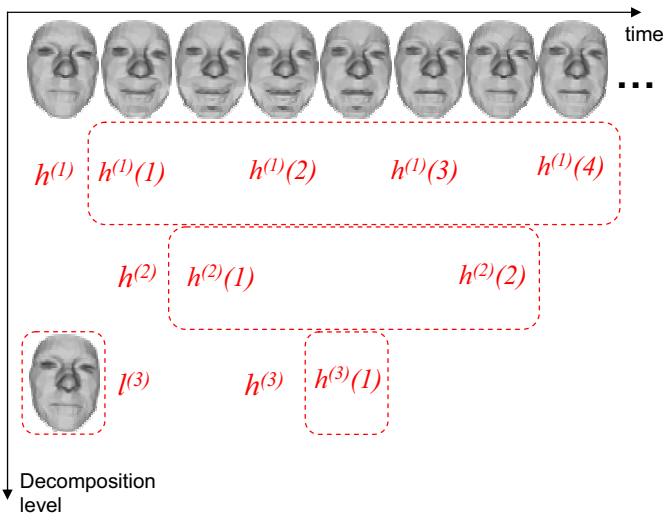 time
...
h⁽¹⁾ h⁽¹⁾(1) h⁽¹⁾(2) h⁽¹⁾(3) h⁽¹⁾(4)
h⁽²⁾ h⁽²⁾(1) h⁽²⁾(2)
l⁽³⁾ h⁽³⁾ h⁽³⁾(1)
Decomposition
level